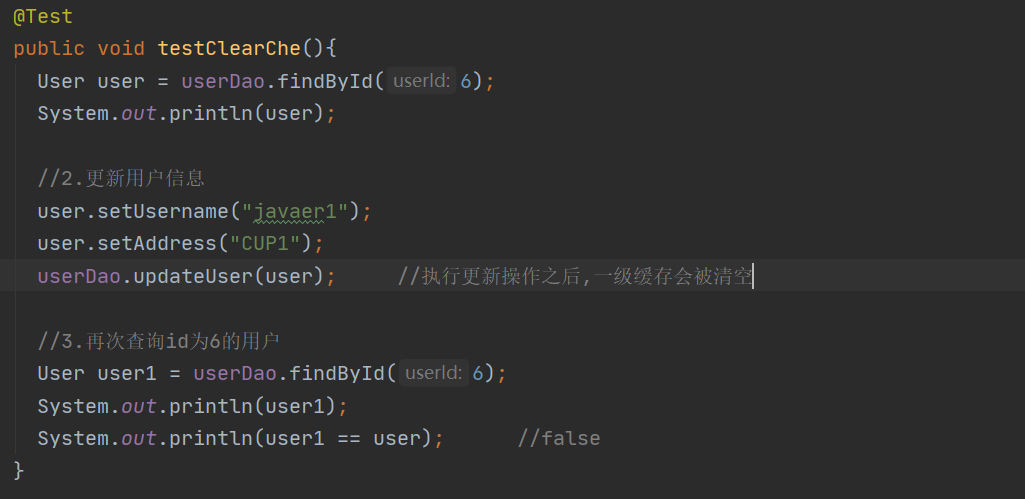 @Test
public void testClearChe(){
User user = userDao.findById( userId: 6);
System.out.println(user);
//2.更新用户信息
user.setUsername("javaer1");
user.setAddress("CUP1");
userDao.updateUser(user); //执行更新操作之后,一级缓存会被清空
//3.再次查询id为6的用户
User user1 = userDao.findById( userId: 6);
System.out.println(user1);
System.out.println(user1 == user); //false
}